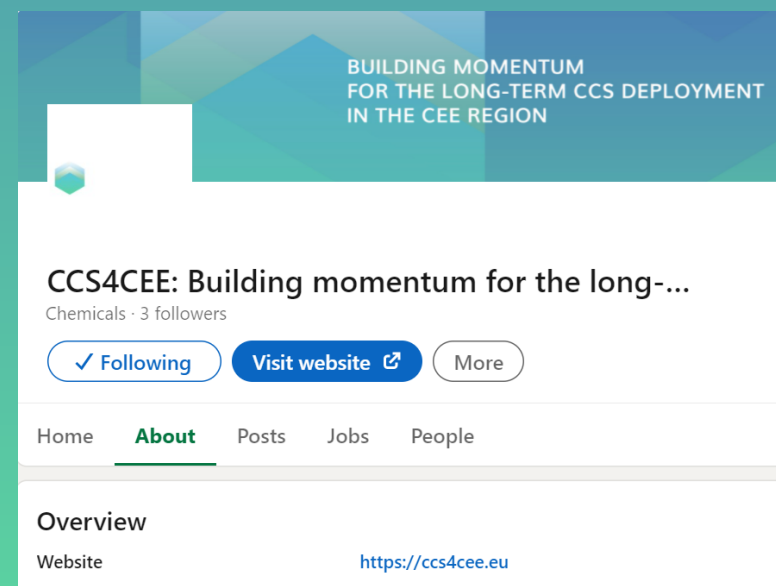 BUILDING MOMENTUM
FOR THE LONG-TERM CCS DEPLOYMENT
IN THE CEE REGION
CCS4CEE: Building momentum for the long-...
Chemicals · 3 followers
✓ Following Visit website More
Home About Posts Jobs People
Overview
Website https://ccs4cee.eu